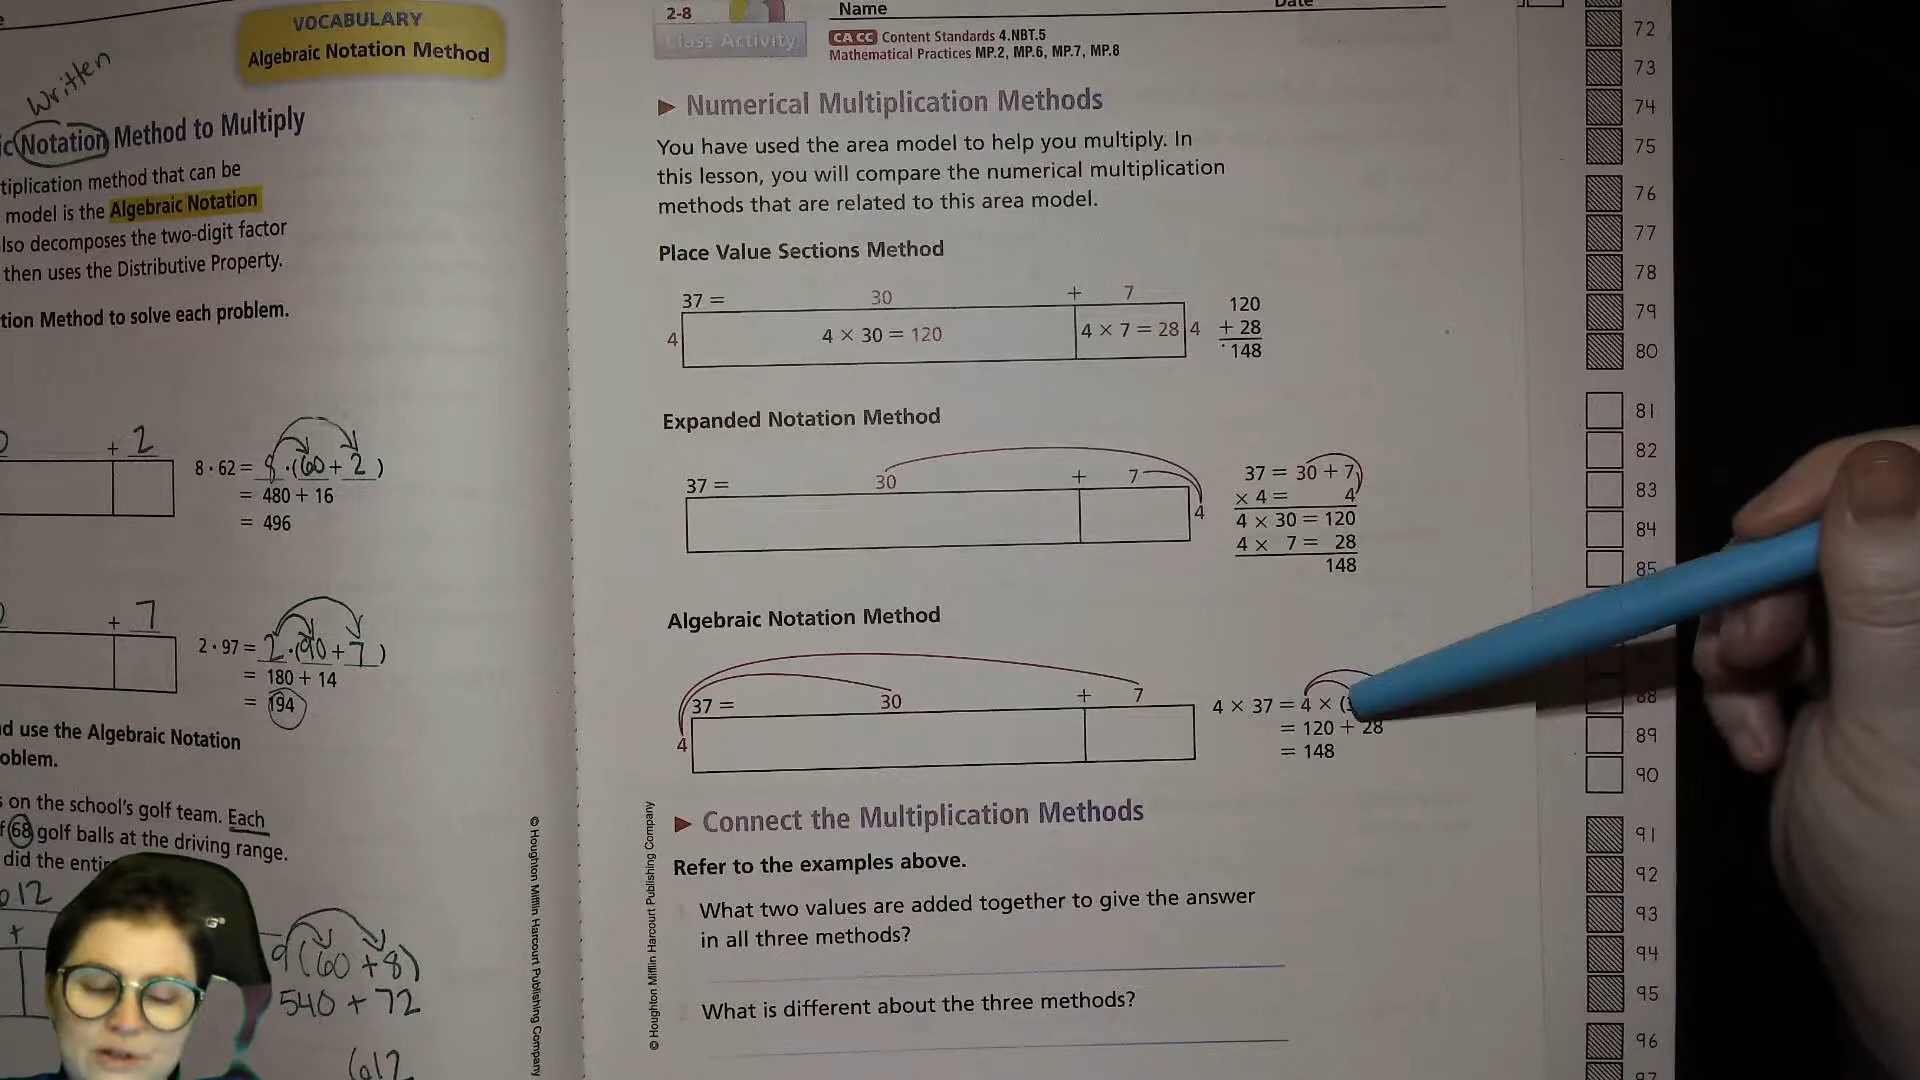 VOCABULARY
Algebraic Notation Method
Written
Notation Method to Multiply
tiplication method that can be
model is the Algebraic Notation
lso decomposes the two-digit factor
then uses the Distributive Property.
tion Method to solve each problem.
+ 2
8 · 62 = 8 · (60 + 2)
= 480 + 16
= 496
+ 7
2 · 97 = 2 · (90 + 7)
= 180 + 14
= 194
d use the Algebraic Notation
oblem.
on the school's golf team. Each
f 68 golf balls at the driving range.
did the
612
+
9(60 + 8)
540 + 72
612
© Houghton Mifflin Harcourt Publishing Company
2-8
Class Activity
Name
Date
CA CC Content Standards 4.NBT.5
Mathematical Practices MP.2, MP.6, MP.7, MP.8
► Numerical Multiplication Methods
You have used the area model to help you multiply. In
this lesson, you will compare the numerical multiplication
methods that are related to this area model.
Place Value Sections Method
37 = 30 + 7
4 4 × 30 = 120 4 × 7 = 28 4
120
+ 28
148
Expanded Notation Method
37 = 30 + 7
4
37 = 30 + 7
× 4 = 4
4 × 30 = 120
4 × 7 = 28
148
Algebraic Notation Method
37 = 30 + 7
4
4 × 37 = 4 × (
= 120 + 28
= 148
► Connect the Multiplication Methods
Refer to the examples above.
What two values are added together to give the answer
in all three methods?
What is different about the three methods?
© Houghton Mifflin Harcourt Publishing Company
72
73
74
75
76
77
78
79
80
81
82
83
84
85
88
89
90
91
92
93
94
95
96
97